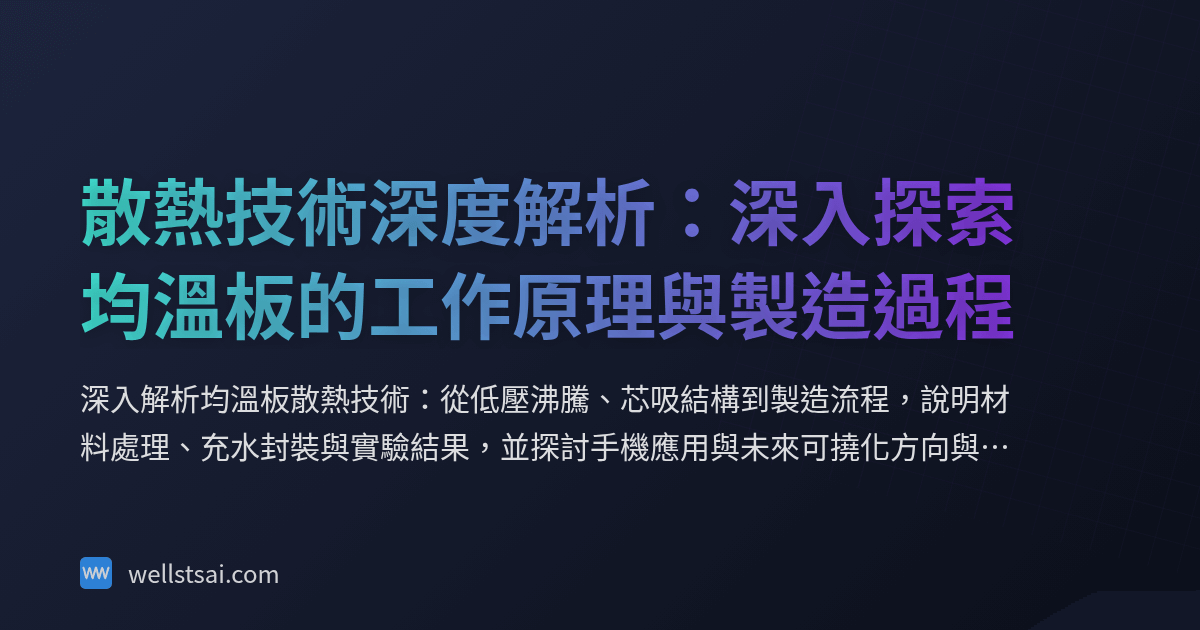 散熱技術深度解析：深入探索
均溫板的工作原理與製造過程
深入解析均溫板散熱技術：從低壓沸騰、芯吸結構到製造流程，說明材
料處理、充水封裝與實驗結果，並探討手機應用與未來可撓化方向與…
W wellstsai.com